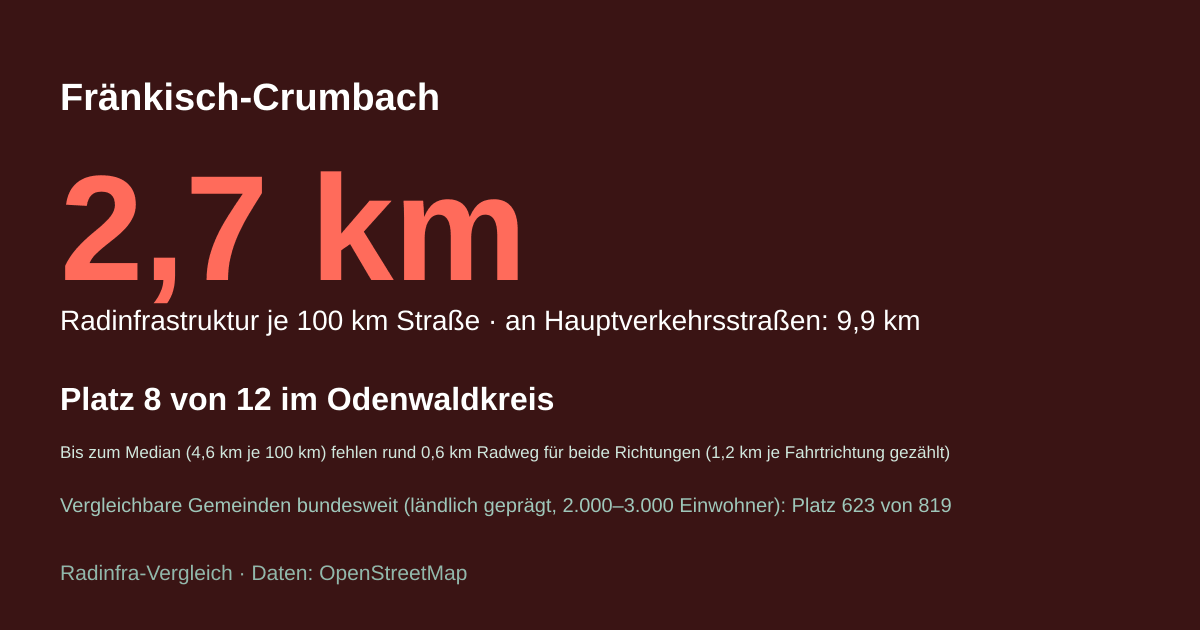 Fränkisch-Crumbach
2,7 km
Radinfrastruktur je 100 km Straße · an Hauptverkehrsstraßen: 9,9 km
Platz 8 von 12 im Odenwaldkreis
Bis zum Median (4,6 km je 100 km) fehlen rund 0,6 km Radweg für beide Richtungen (1,2 km je Fahrtrichtung gezählt)
Vergleichbare Gemeinden bundesweit (ländlich geprägt, 2.000–3.000 Einwohner): Platz 623 von 819
Radinfra-Vergleich · Daten: OpenStreetMap